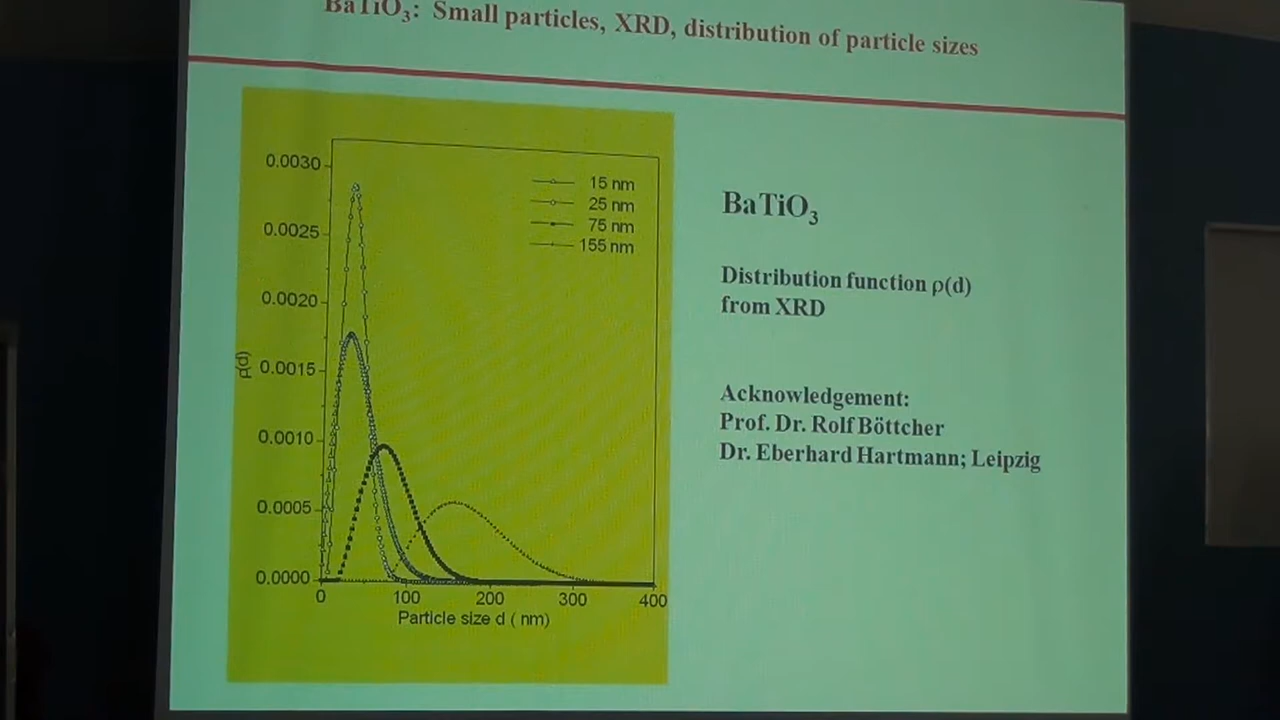 BaTiO3: Small particles, XRD, distribution of particle sizes
0.0030
0.0025
0.0020
0.0015
0.0010
0.0005
0.0000
ρ(d)
15 nm
25 nm
75 nm
155 nm
0 100 200 300 400
Particle size d ( nm)
BaTiO3
Distribution function ρ(d)
from XRD
Acknowledgement:
Prof. Dr. Rolf Böttcher
Dr. Eberhard Hartmann; Leipzig